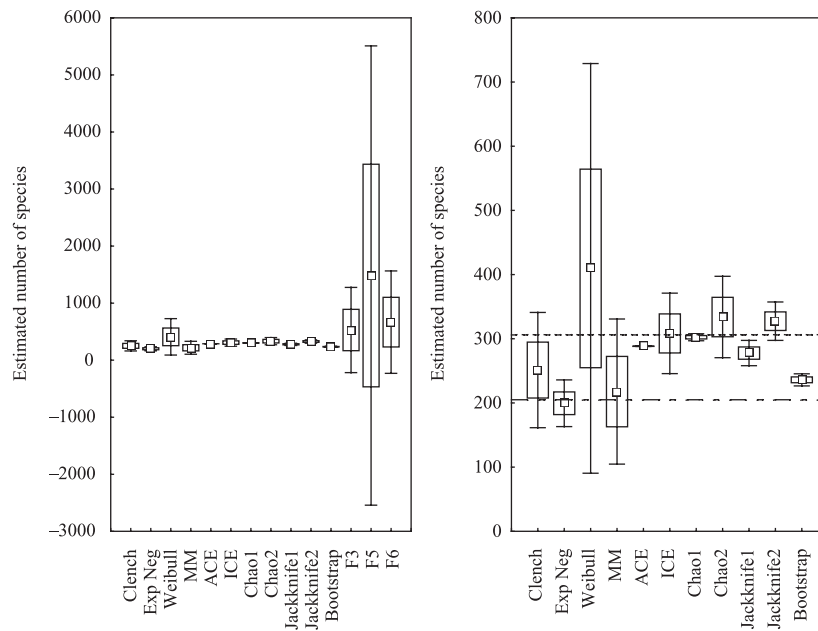 Estimated number of species
6000
5000
4000
3000
2000
1000
0
–1000
–2000
–3000
Clench
Exp Neg
Weibull
MM
ACE
ICE
Chao1
Chao2
Jackknife1
Jackknife2
Bootstrap
F3
F5
F6
Estimated number of species
800
700
600
500
400
300
200
100
0
Clench
Exp Neg
Weibull
MM
ACE
ICE
Chao1
Chao2
Jackknife1
Jackknife2
Bootstrap